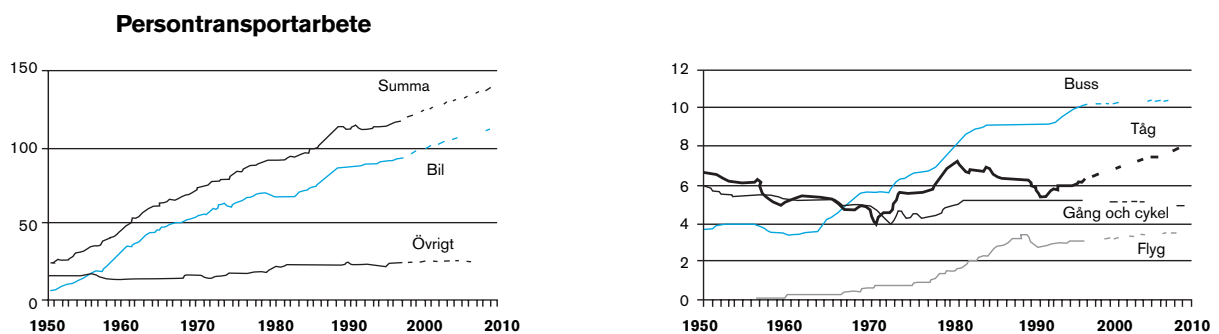 Persontransportarbete
150
100
50
0
Summa
Bil
Övrigt
1950 1960 1970 1980 1990 2000 2010
12
10
8
6
4
2
0
Buss
Tåg
Gång och cykel
Flyg
1950 1960 1970 1980 1990 2000 2010